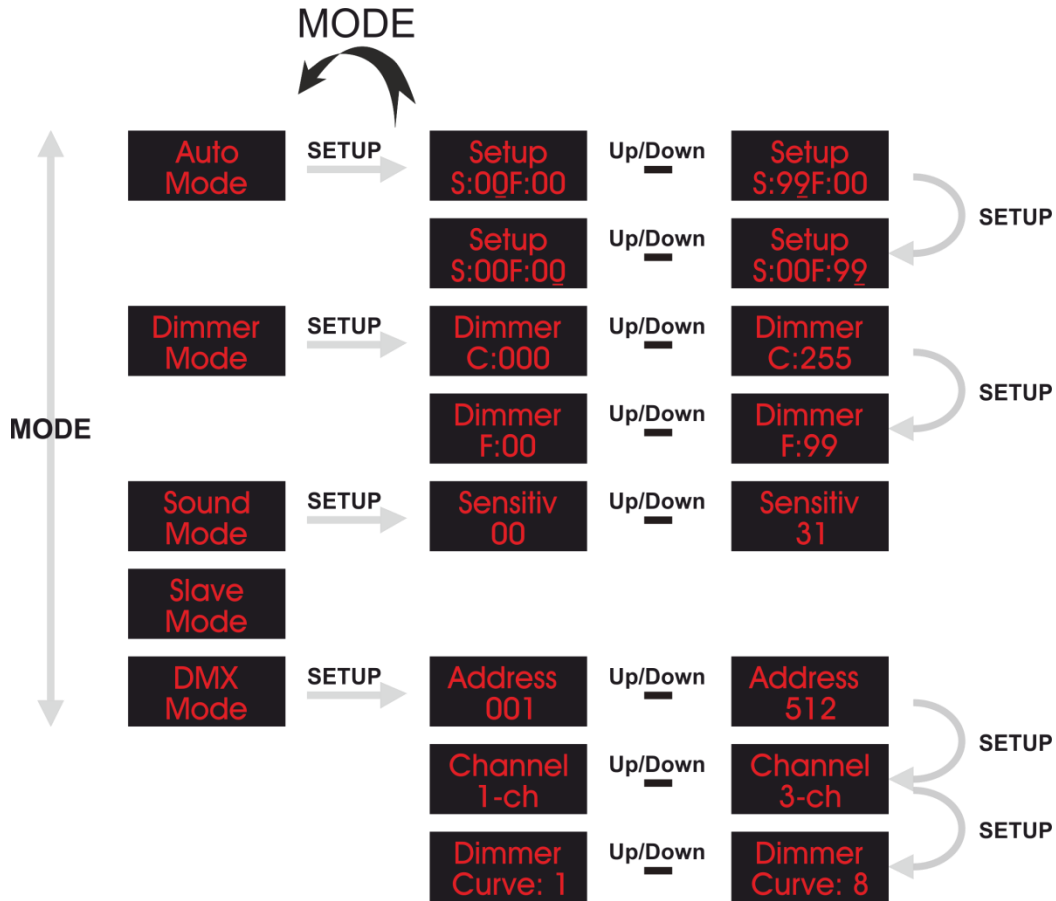 MODE
Auto
Mode
SETUP
Setup
S:00F:00
Up/Down
Setup
S:99F:00
SETUP
Setup
S:00F:00
Up/Down
Setup
S:00F:99
Dimmer
Mode
SETUP
Dimmer
C:000
Up/Down
Dimmer
C:255
SETUP
Dimmer
F:00
Up/Down
Dimmer
F:99
MODE
Sound
Mode
SETUP
Sensitiv
00
Up/Down
Sensitiv
31
Slave
Mode
DMX
Mode
SETUP
Address
001
Up/Down
Address
512
SETUP
Channel
1-ch
Up/Down
Channel
3-ch
SETUP
Dimmer
Curve: 1
Up/Down
Dimmer
Curve: 8